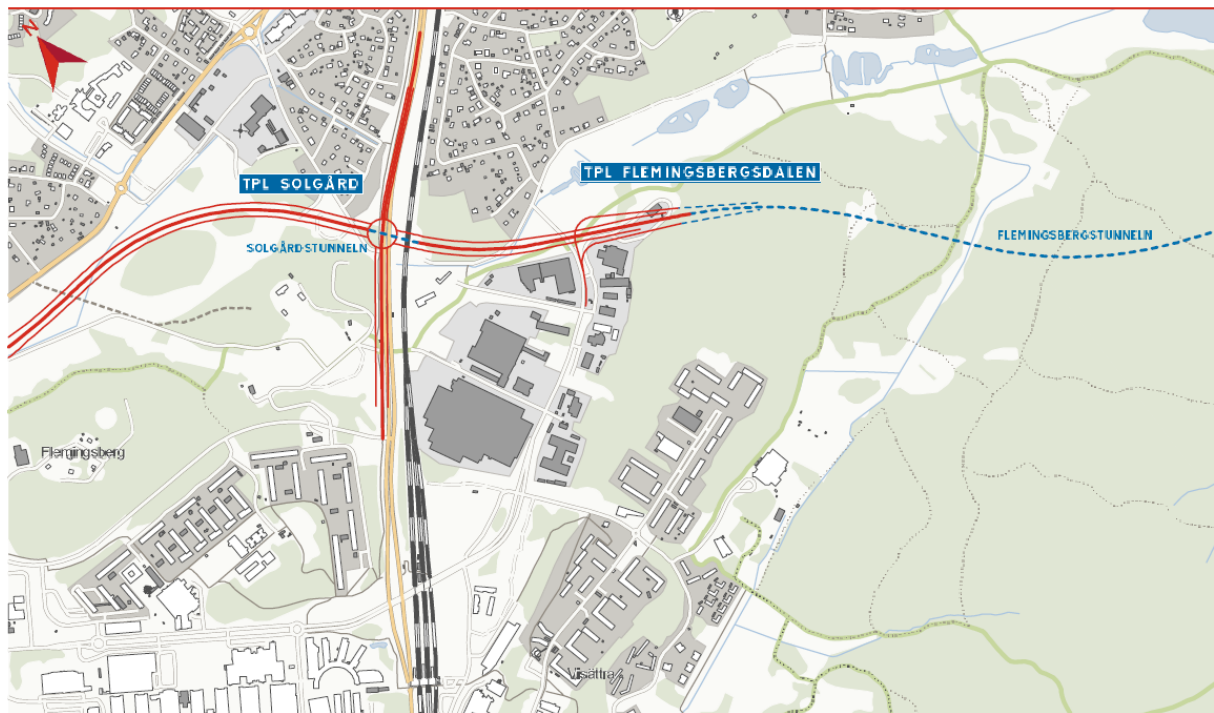 N
TPL SOLGÅRD
TPL FLEMINGSBERGSDALEN
SOLGÅRDSTUNNELN
FLEMINGSBERGSTUNNELN
Flemingsberg
Visättra